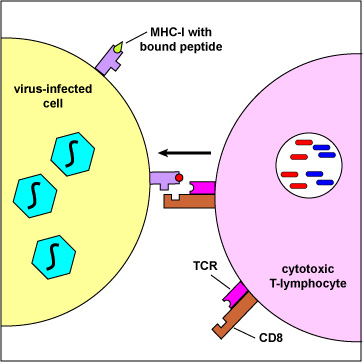 MHC-I with
bound peptide
virus-infected
cell
TCR
cytotoxic
T-lymphocyte
CD8